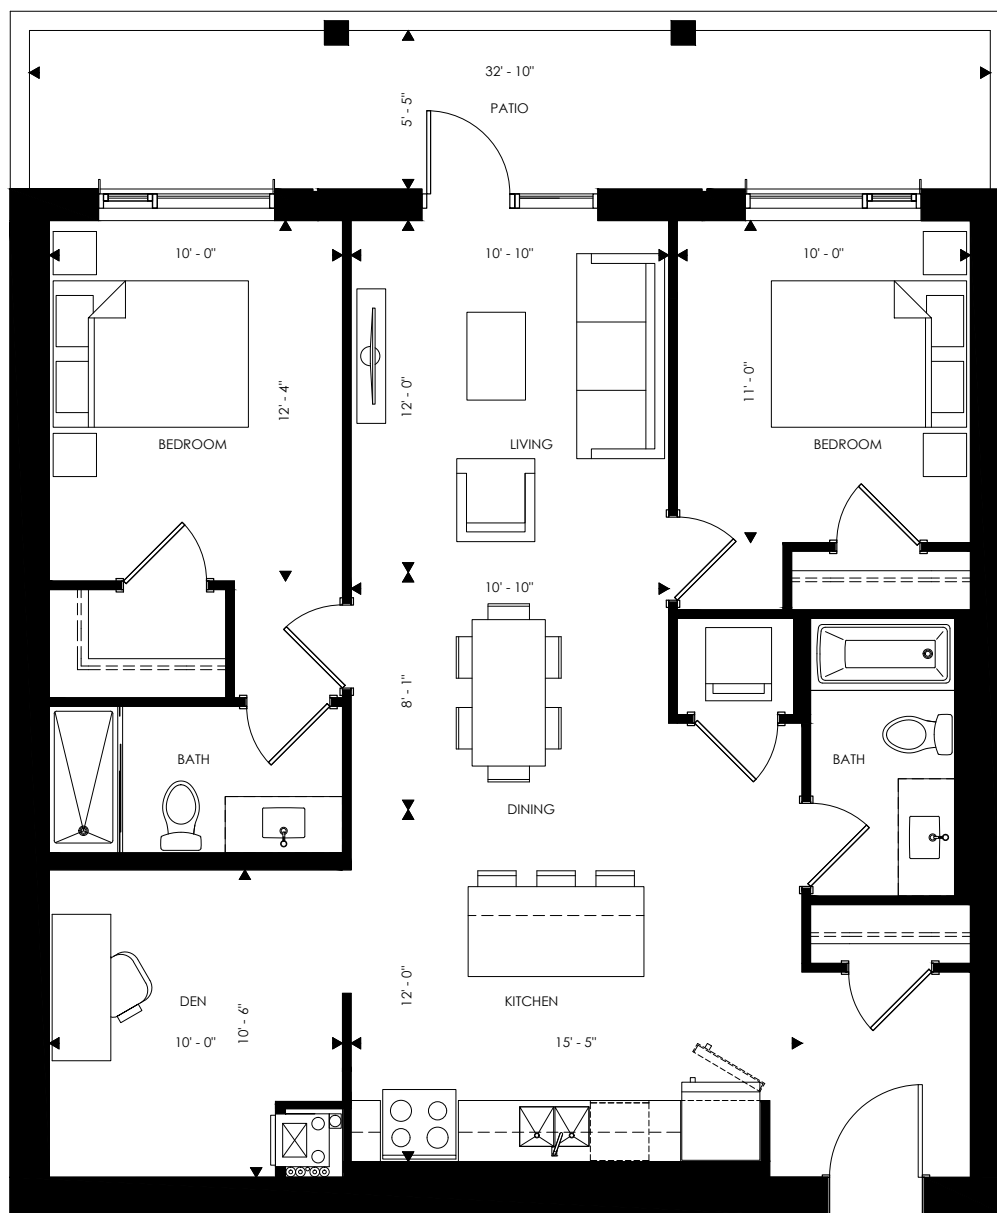 32' - 10"
5' - 5"
PATIO
10' - 0"
10' - 10"
10' - 0"
12' - 4"
12' - 0"
11' - 0"
BEDROOM
LIVING
BEDROOM
10' - 10"
8' - 1"
BATH
BATH
DINING
12' - 0"
DEN
KITCHEN
10' - 6"
10' - 0"
15' - 5"